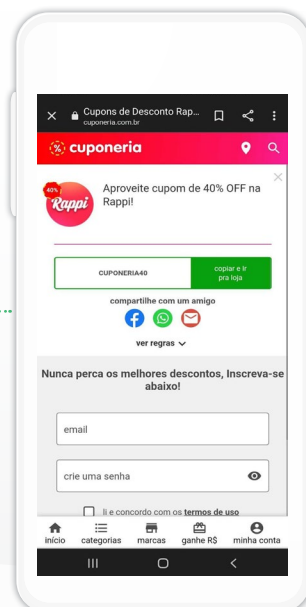 Cupons de Desconto Rap...
cuponeria.com.br
cuponeria
40%
Rappi
Aproveite cupom de 40% OFF na
Rappi!
CUPONERIA40
copiar e ir
pra loja
compartilhe com um amigo
ver regras
Nunca perca os melhores descontos, Inscreva-se
abaixo!
email
crie uma senha
li e concordo com os termos de uso
início categorias marcas ganhe R$ minha conta